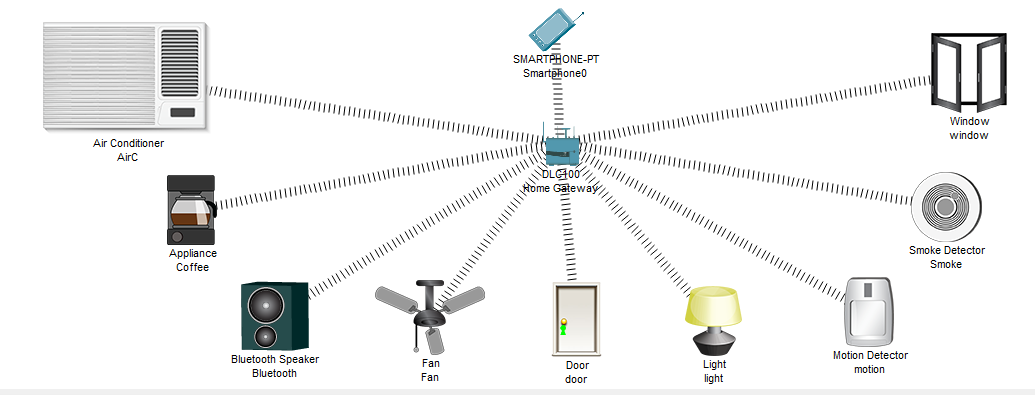 SMARTPHONE-PT
Smartphone0
Air Conditioner
AirC
Window
window
DLC100
Home Gateway
Appliance
Coffee
Smoke Detector
Smoke
Bluetooth Speaker
Bluetooth
Fan
Fan
Door
door
Light
light
Motion Detector
motion